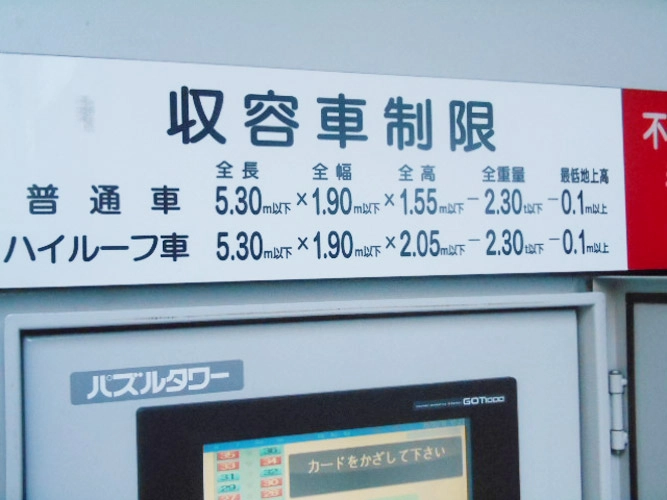 収容車制限
不
全長 全幅 全高 全重量 最低地上高
普通車 5.30m以下×1.90m以下×1.55m以下-2.30t以下-0.1m以上
ハイルーフ車 5.30m以下×1.90m以下×2.05m以下-2.30t以下-0.1m以上
パズルタワー
GOT1000
カードをかざして下さい